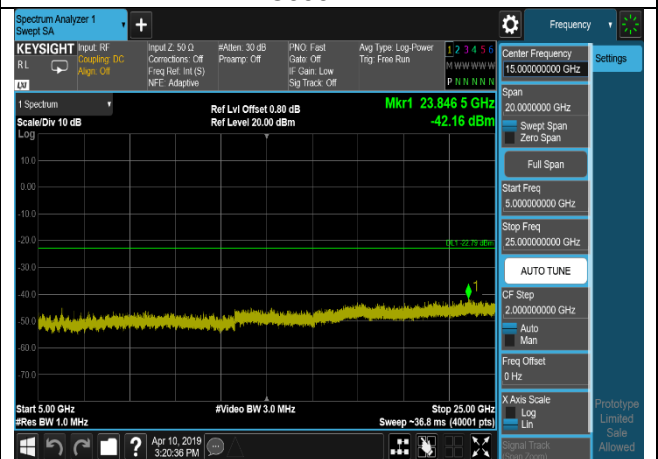 Spectrum Analyzer 1
Swept SA
Frequency
KEYSIGHT
RL
Input: RF
Coupling: DC
Align: Off
Input Z: 50 Ω
Corrections: Off
Freq Ref: Int (S)
NFE: Adaptive
#Atten: 30 dB
Preamp: Off
PNO: Fast
Gate: Off
IF Gain: Low
Sig Track: Off
Avg Type: Log-Power
Trig: Free Run
1 2 3 4 5 6
M W W W W W
P N N N N N
1 Spectrum
Scale/Div 10 dB
Log
Ref Lvl Offset 0.80 dB
Ref Level 20.00 dBm
Mkr1 23.846 5 GHz
-42.16 dBm
10.0
0.00
-10.0
-20.0
DL1 -22.79 dBm
-30.0
-40.0
1
-50.0
-60.0
-70.0
Start 5.00 GHz
#Res BW 1.0 MHz
#Video BW 3.0 MHz
Stop 25.00 GHz
Sweep ~36.8 ms (40001 pts)
?
Apr 10, 2019
3:20:36 PM
Center Frequency
15.000000000 GHz
Settings
Span
20.0000000 GHz
Swept Span
Zero Span
Full Span
Start Freq
5.000000000 GHz
Stop Freq
25.000000000 GHz
AUTO TUNE
CF Step
2.000000000 GHz
Auto
Man
Freq Offset
0 Hz
X Axis Scale
Log
Lin
Signal Track
(Span Zoom)
Prototype
Limited
Sale
Allowed